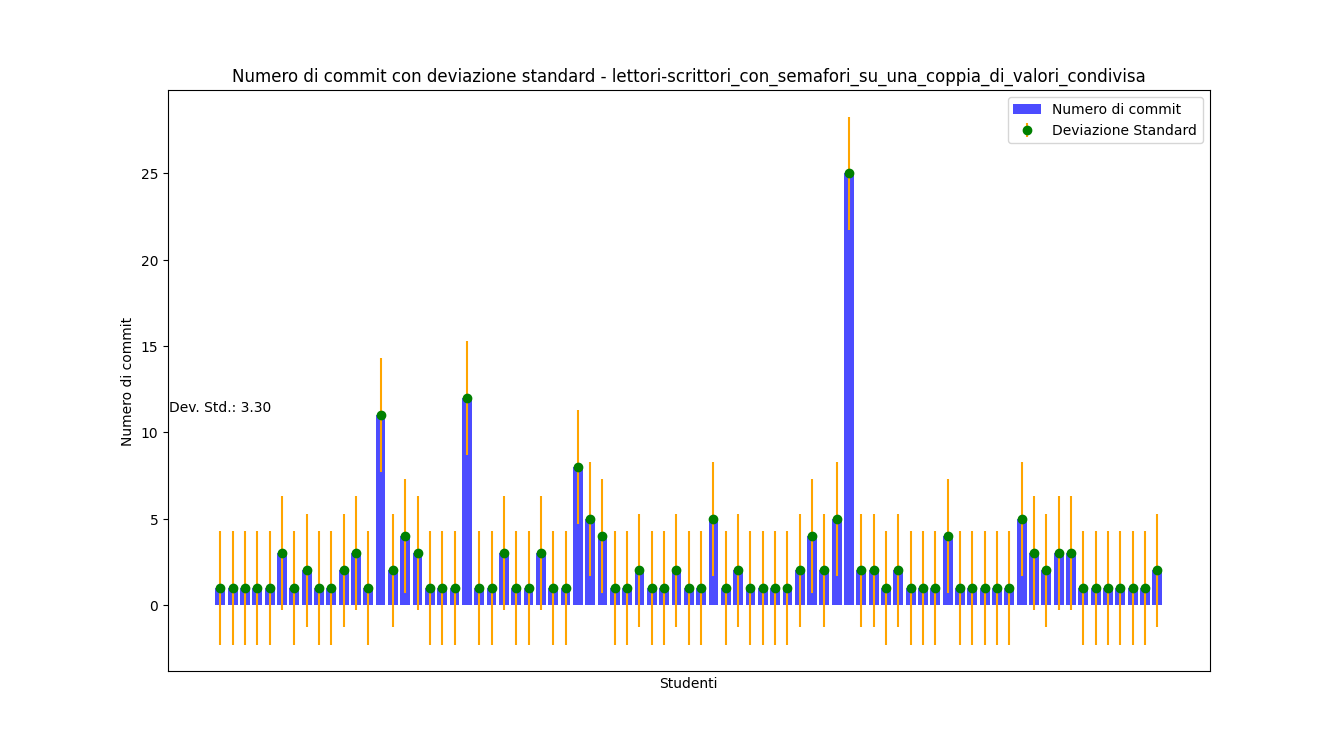 Numero di commit con deviazione standard - lettori-scrittori_con_semafori_su_una_coppia_di_valori_condivisa
Numero di commit
Deviazione Standard
25
20
15
10
5
0
Numero di commit
Dev. Std.: 3.30
Studenti